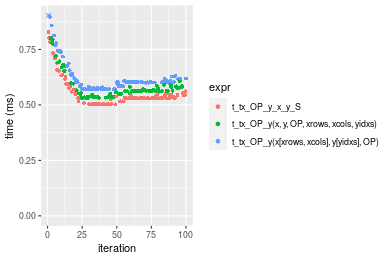 0.75
0.50
0.25
0.00
time (ms)
0
25
50
75
100
iteration
expr
t_tx_OP_y_x_y_S
t_tx_OP_y(x, y, OP, xrows, xcols, yidxs)
t_tx_OP_y(x[xrows, xcols], y[yidxs], OP)